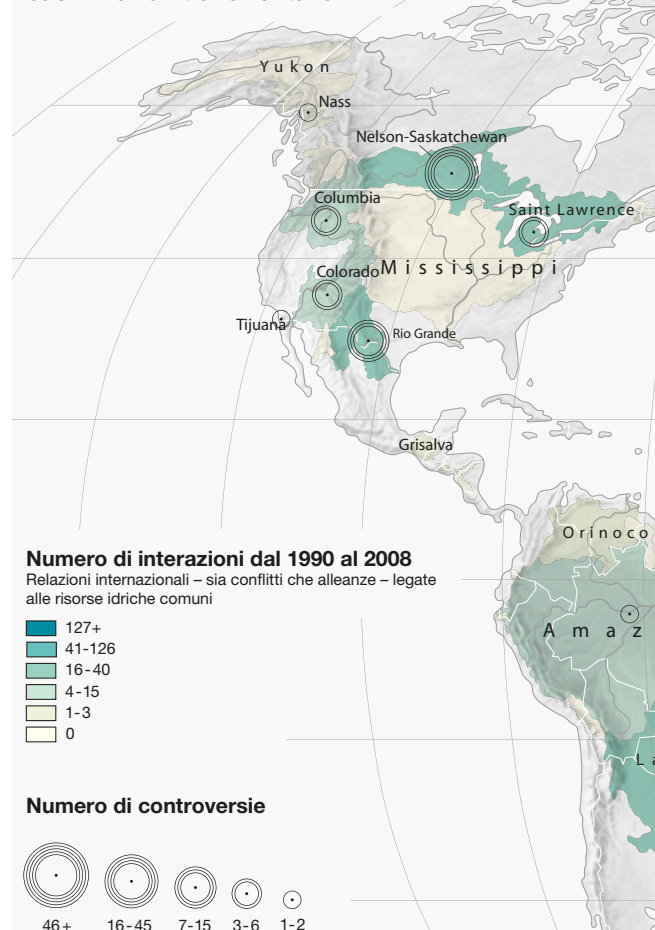 Yukon
Nass
Nelson-Saskatchewan
Columbia
Saint Lawrence
Colorado
Mississippi
Tijuana
Rio Grande
Grisalva
Orinoco
Amaz
La
Numero di interazioni dal 1990 al 2008
Relazioni internazionali – sia conflitti che alleanze – legate
alle risorse idriche comuni
127+
41-126
16-40
4-15
1-3
0
Numero di controversie
46+ 16-45 7-15 3-6 1-2